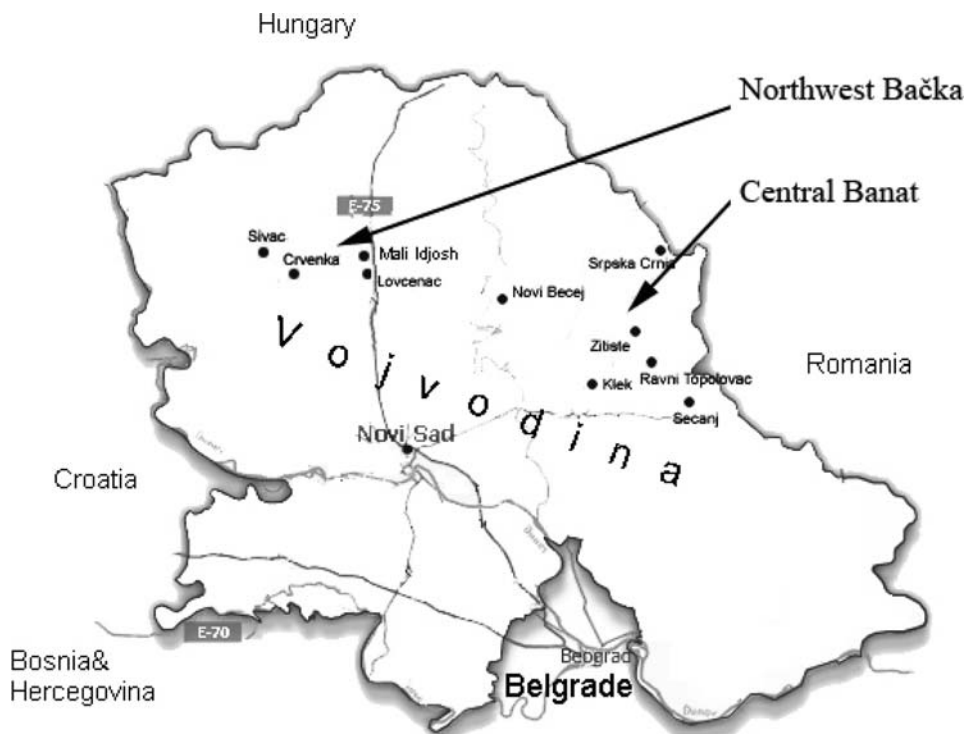 Hungary
Northwest Bačka
Central Banat
E-75
Sivac
Crvenka
Mali Idjosh
Lovcenac
Srpska Crnja
Novi Becej
Zitiste
Ravni Topolovac
Klek
Secanj
Romania
Vojvodina
Novi Sad
Croatia
Dunav
E-70
Bosnia&
Hercegovina
Beograd
Belgrade